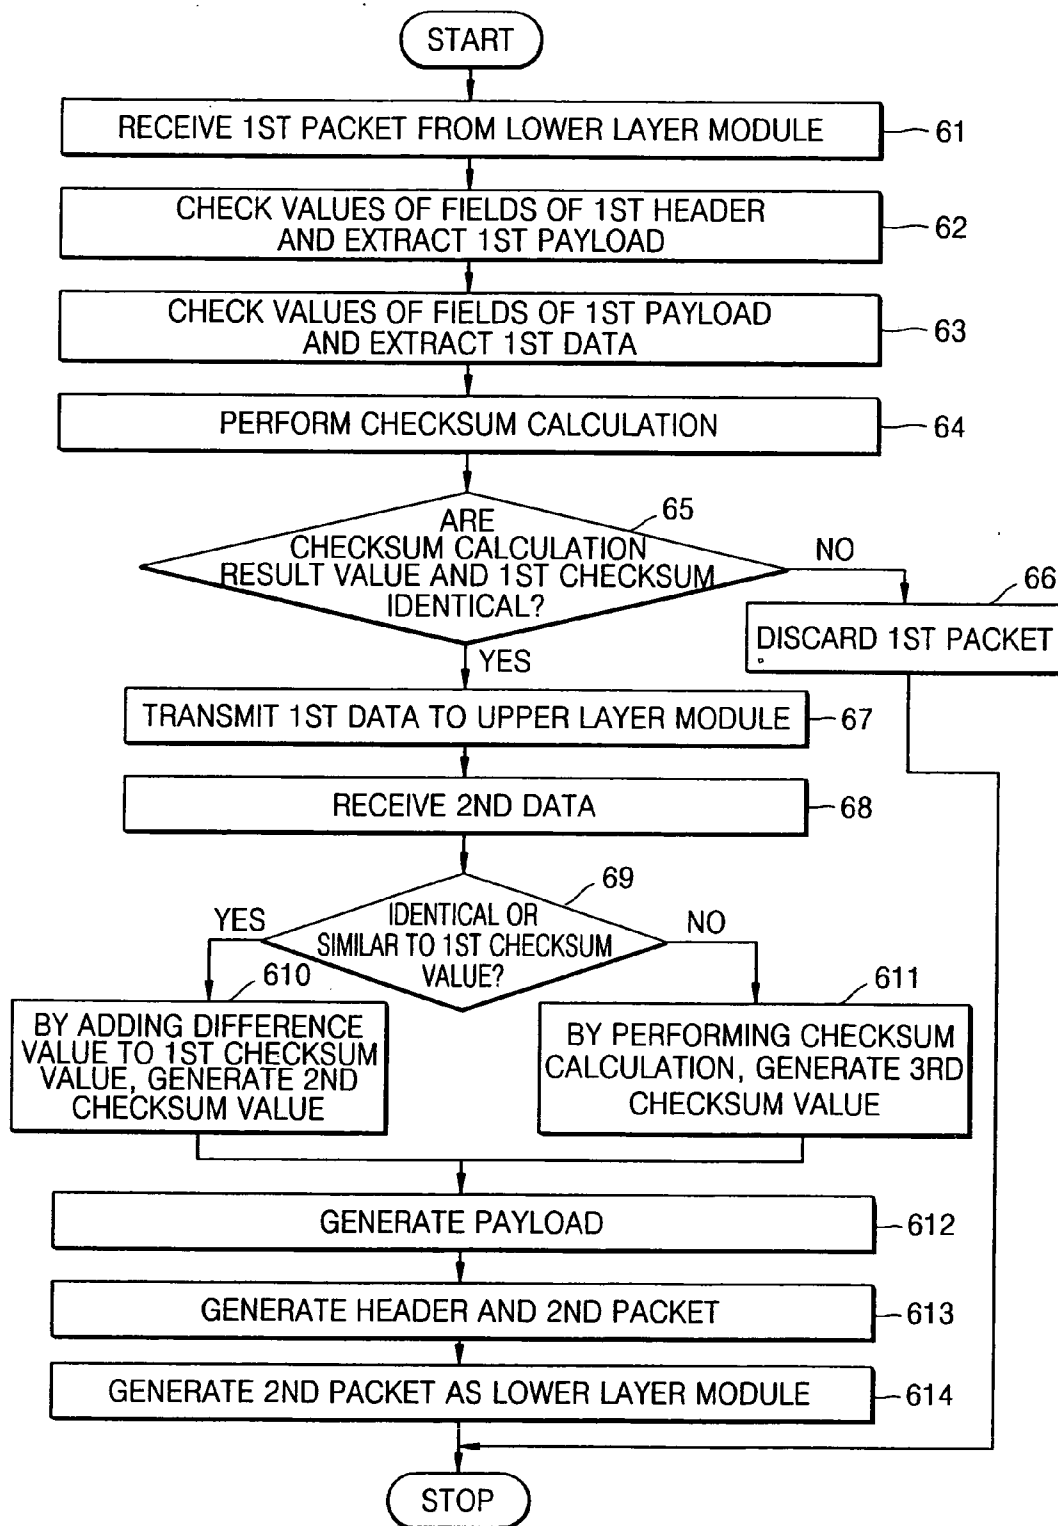 START
RECEIVE 1ST PACKET FROM LOWER LAYER MODULE
61
CHECK VALUES OF FIELDS OF 1ST HEADER
AND EXTRACT 1ST PAYLOAD
62
CHECK VALUES OF FIELDS OF 1ST PAYLOAD
AND EXTRACT 1ST DATA
63
PERFORM CHECKSUM CALCULATION
64
65
ARE
CHECKSUM CALCULATION
RESULT VALUE AND 1ST CHECKSUM
IDENTICAL?
NO
66
DISCARD 1ST PACKET
YES
TRANSMIT 1ST DATA TO UPPER LAYER MODULE
67
RECEIVE 2ND DATA
68
69
YES
IDENTICAL OR
SIMILAR TO 1ST CHECKSUM
VALUE?
NO
610
BY ADDING DIFFERENCE
VALUE TO 1ST CHECKSUM
VALUE, GENERATE 2ND
CHECKSUM VALUE
611
BY PERFORMING CHECKSUM
CALCULATION, GENERATE 3RD
CHECKSUM VALUE
GENERATE PAYLOAD
612
GENERATE HEADER AND 2ND PACKET
613
GENERATE 2ND PACKET AS LOWER LAYER MODULE
614
STOP